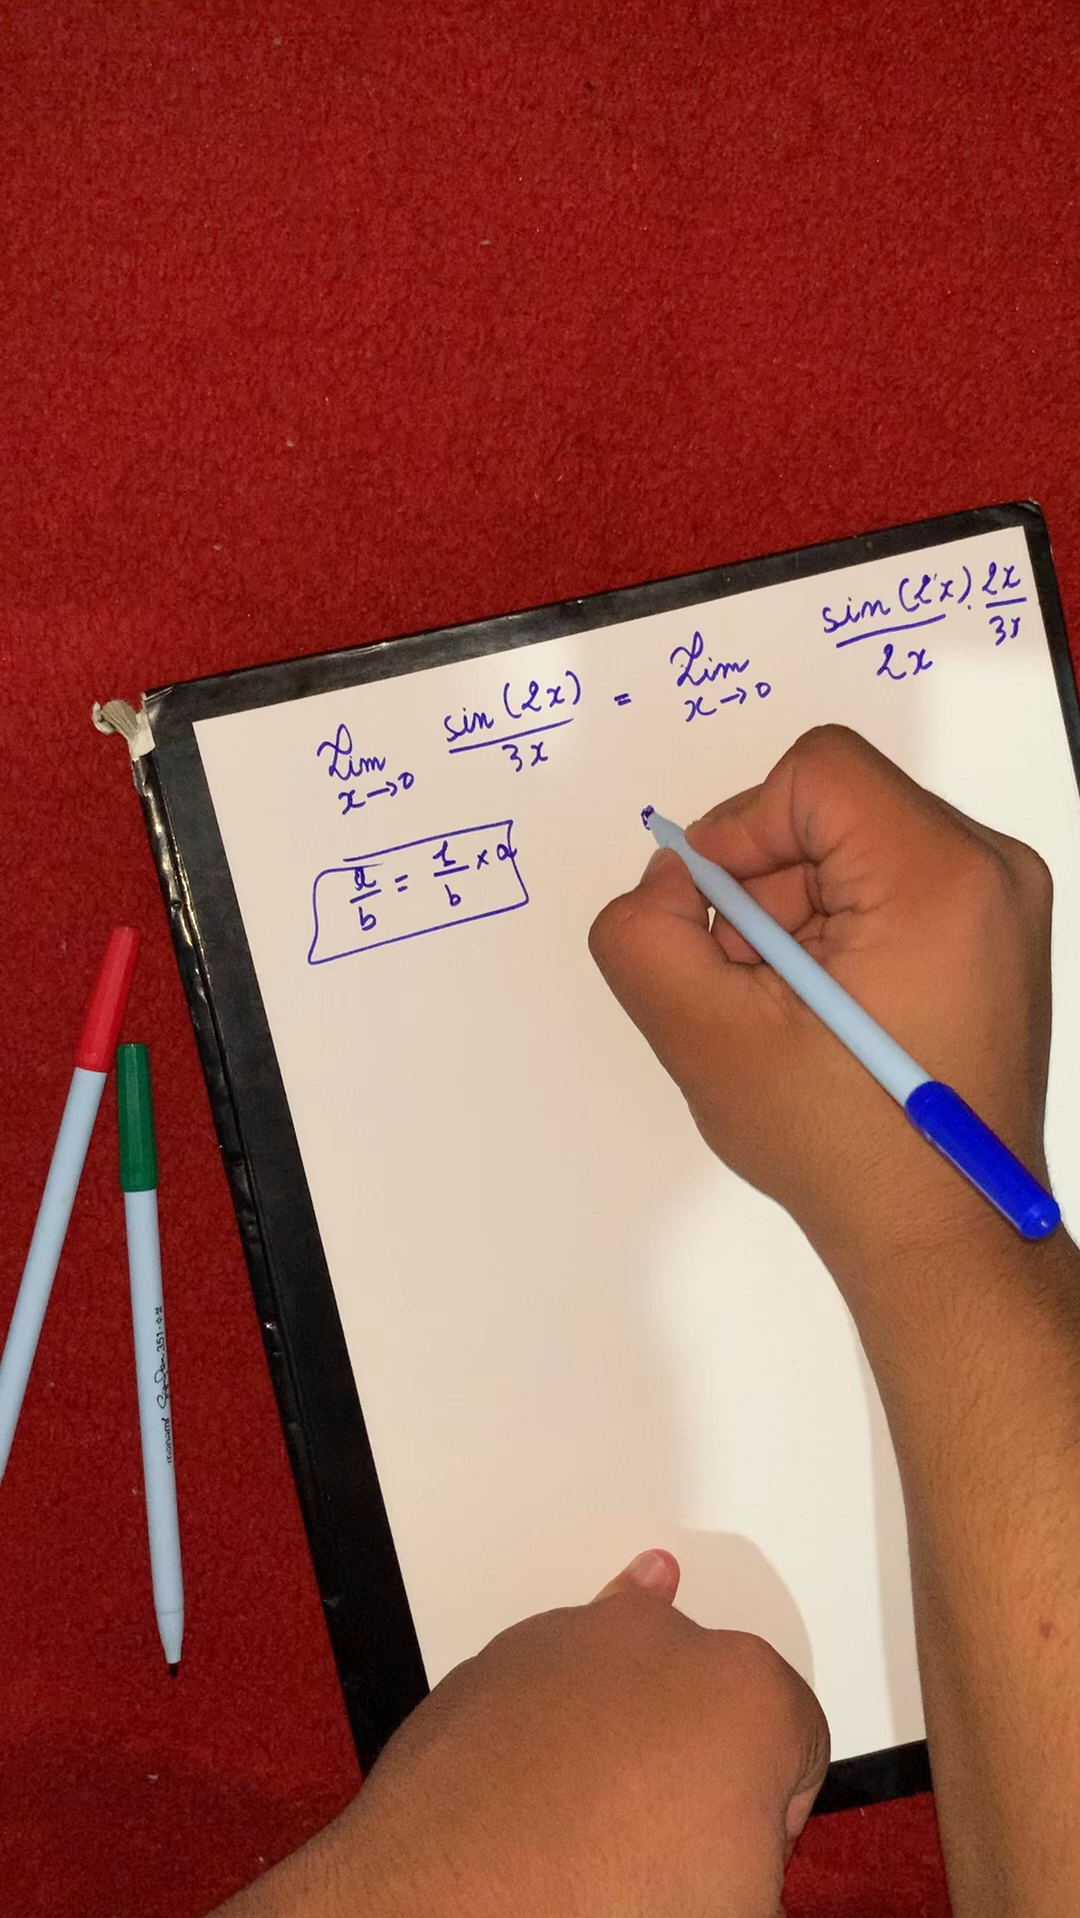 Lim x→0 sin(2x)/3x = Lim x→0 sin(2x)/2x . 2x/3x
a/b = 1/b × a